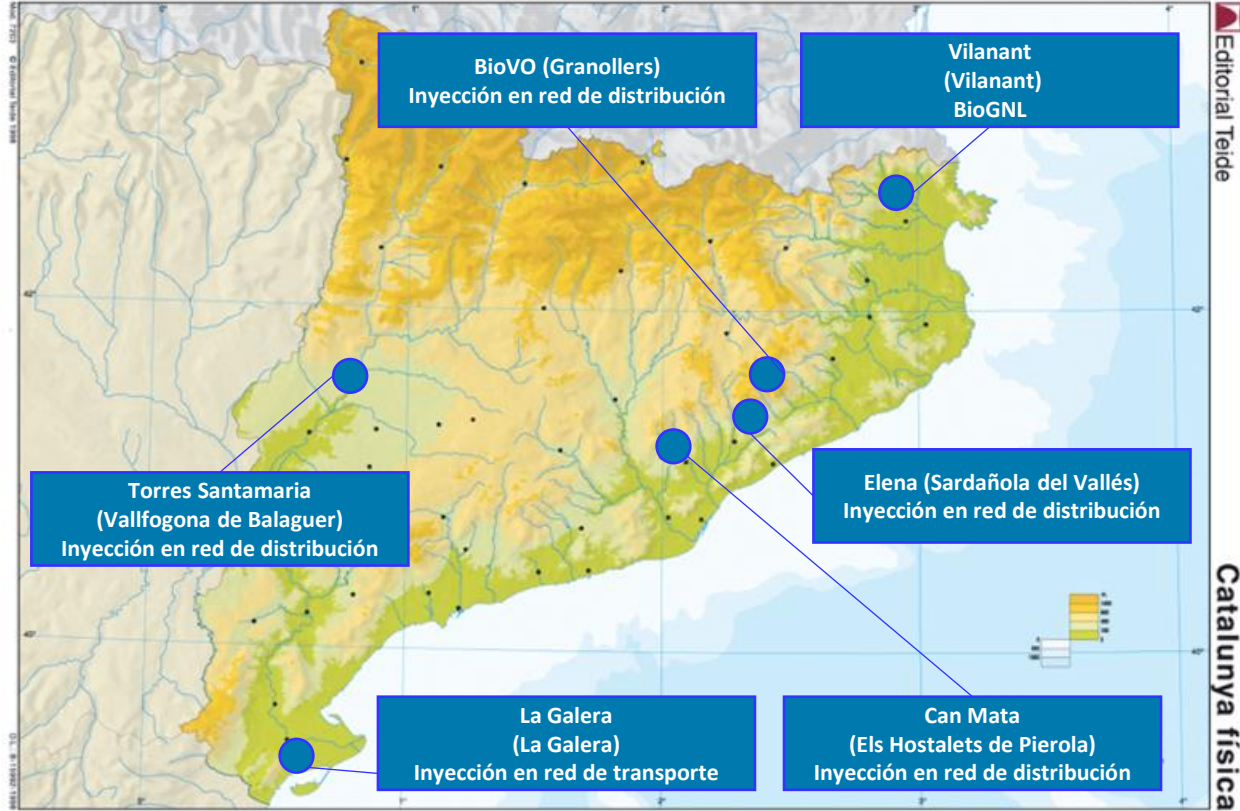 Editorial Teide
Catalunya física
BioVO (Granollers)
Inyección en red de distribución
Vilanant
(Vilanant)
BioGNL
Torres Santamaria
(Vallfogona de Balaguer)
Inyección en red de distribución
Elena (Sardañola del Vallés)
Inyección en red de distribución
La Galera
(La Galera)
Inyección en red de transporte
Can Mata
(Els Hostalets de Pierola)
Inyección en red de distribución